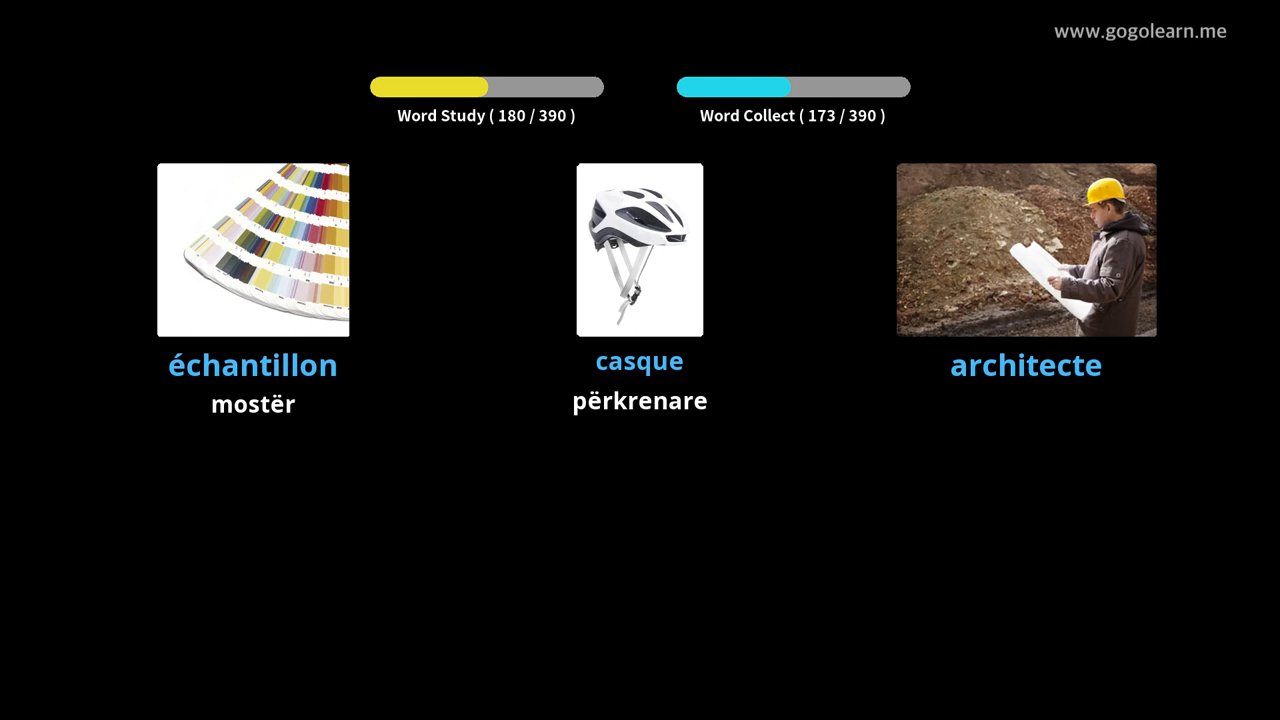 www.gogolearn.me
Word Study ( 180 / 390 )
Word Collect ( 173 / 390 )
échantillon
mostër
casque
përkrenare
architecte